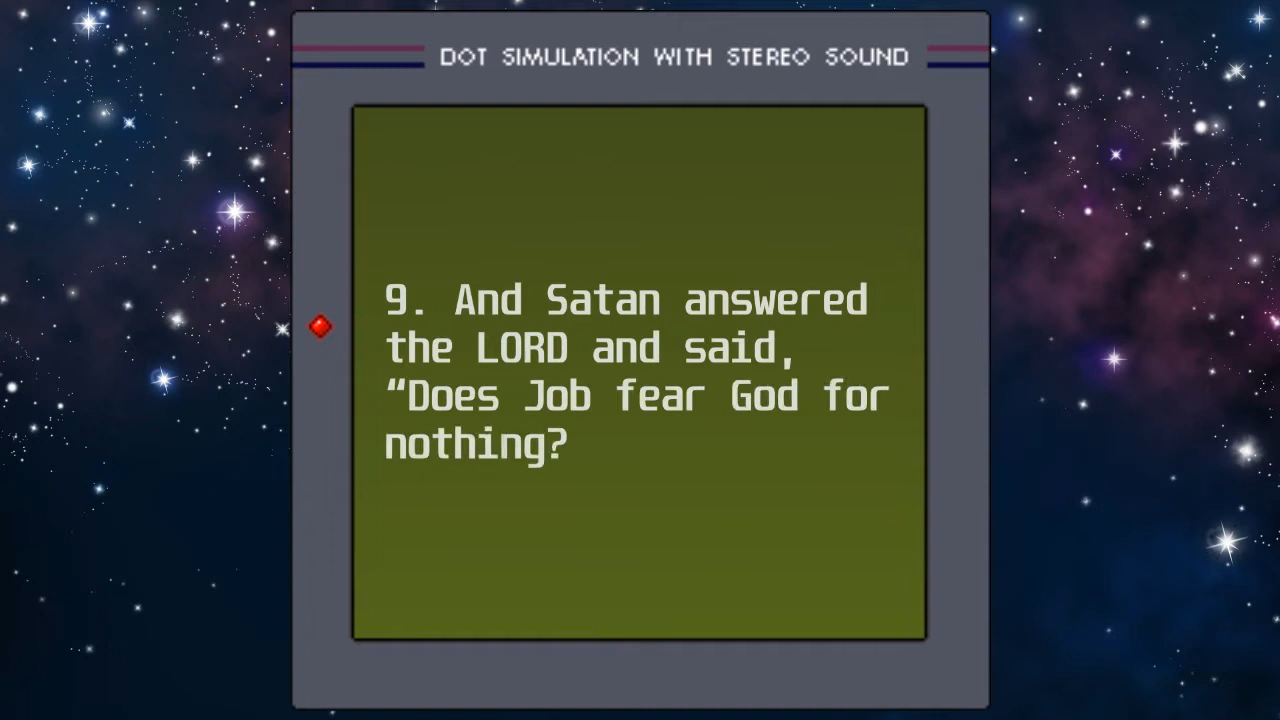 DOT SIMULATION WITH STEREO SOUND
9. And Satan answered
the LORD and said,
“Does Job fear God for
nothing?